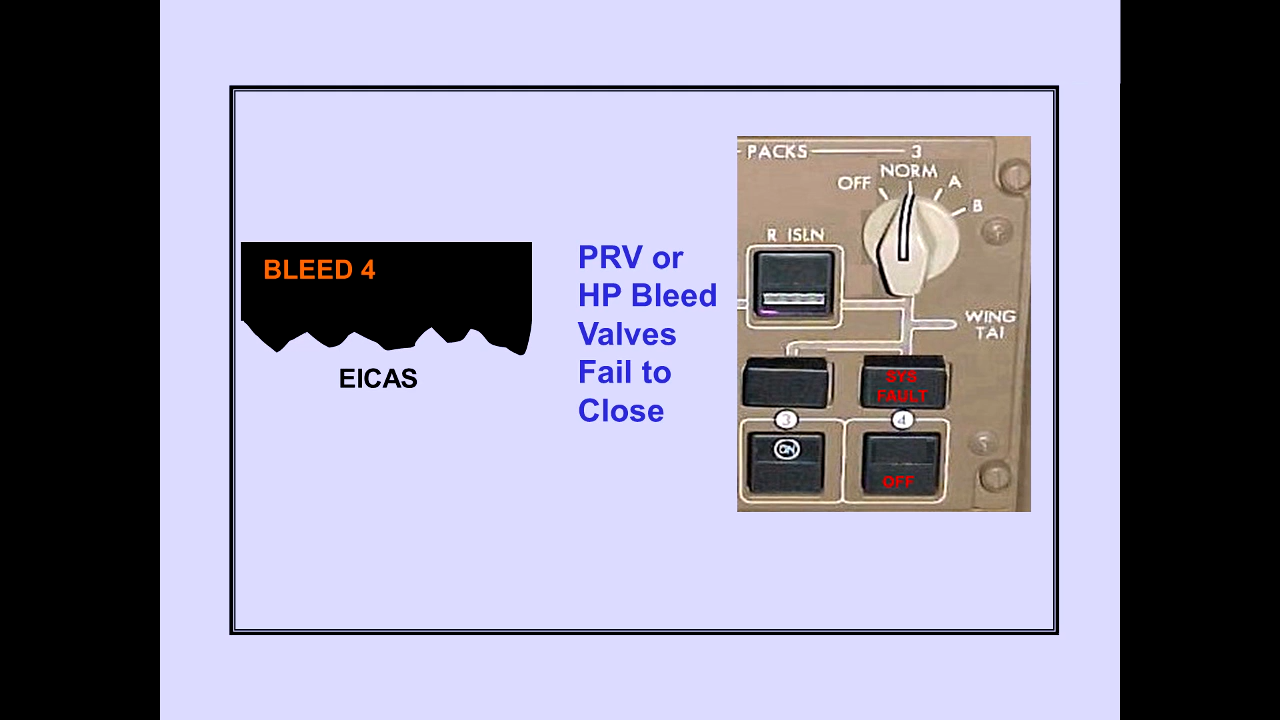 BLEED 4
EICAS
PRV or
HP Bleed
Valves
Fail to
Close
PACKS 3
NORM
OFF A
B
R ISLN
WING
TAI
SYS
FAULT
3 4
ON
OFF